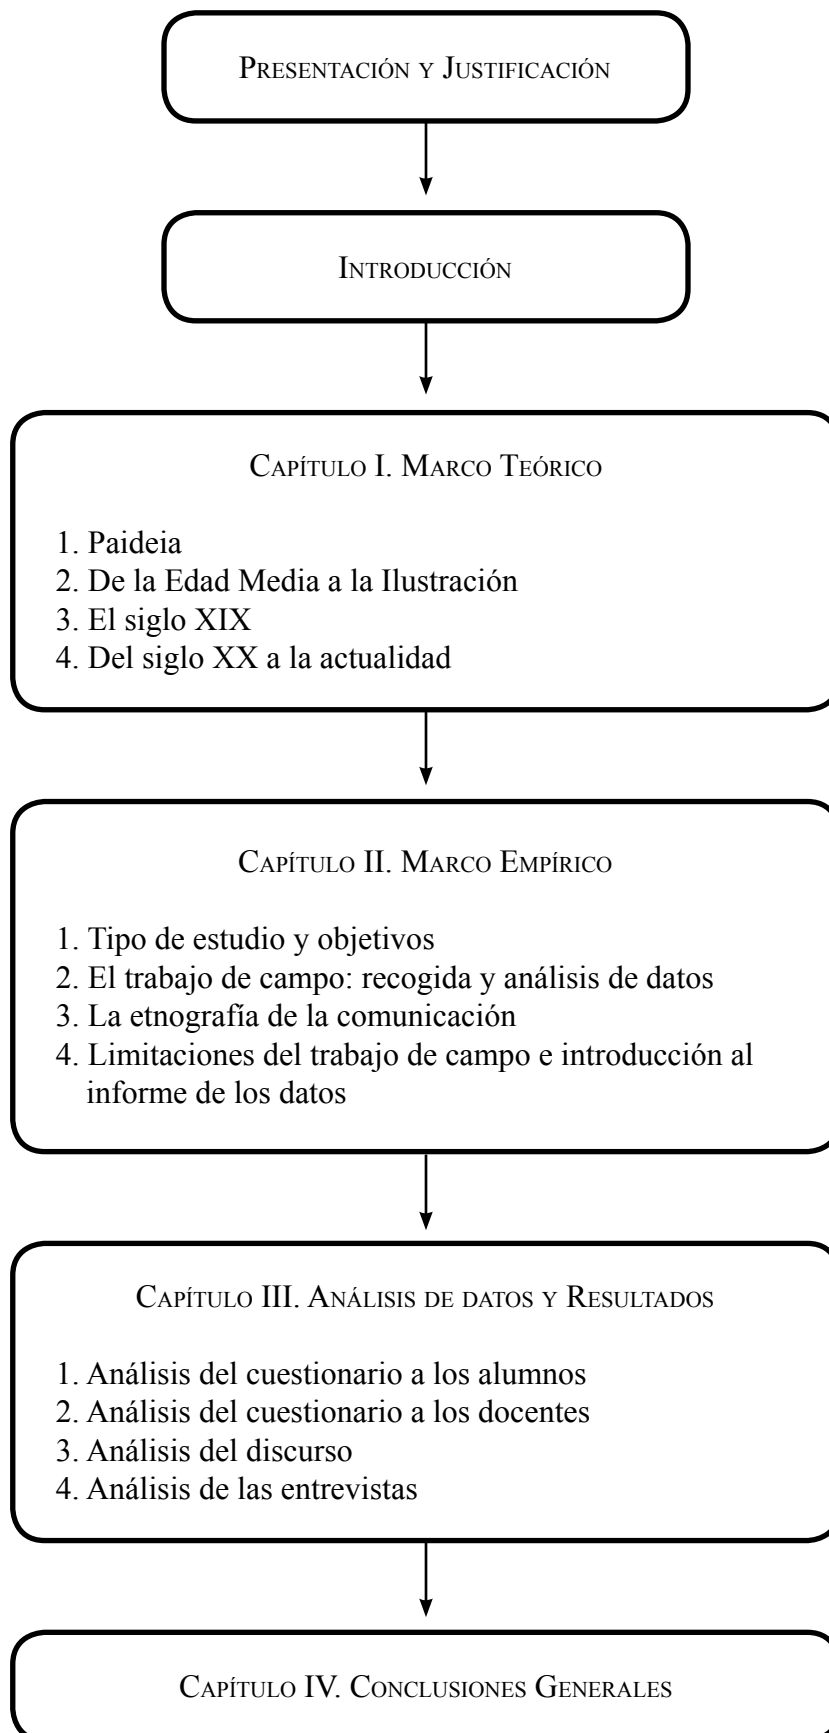 Presentación y Justificación
Introducción
Capítulo I. Marco Teórico
1. Paideia
2. De la Edad Media a la Ilustración
3. El siglo XIX
4. Del siglo XX a la actualidad
Capítulo II. Marco Empírico
1. Tipo de estudio y objetivos
2. El trabajo de campo: recogida y análisis de datos
3. La etnografía de la comunicación
4. Limitaciones del trabajo de campo e introducción al
informe de los datos
Capítulo III. Análisis de datos y Resultados
1. Análisis del cuestionario a los alumnos
2. Análisis del cuestionario a los docentes
3. Análisis del discurso
4. Análisis de las entrevistas
Capítulo IV. Conclusiones Generales